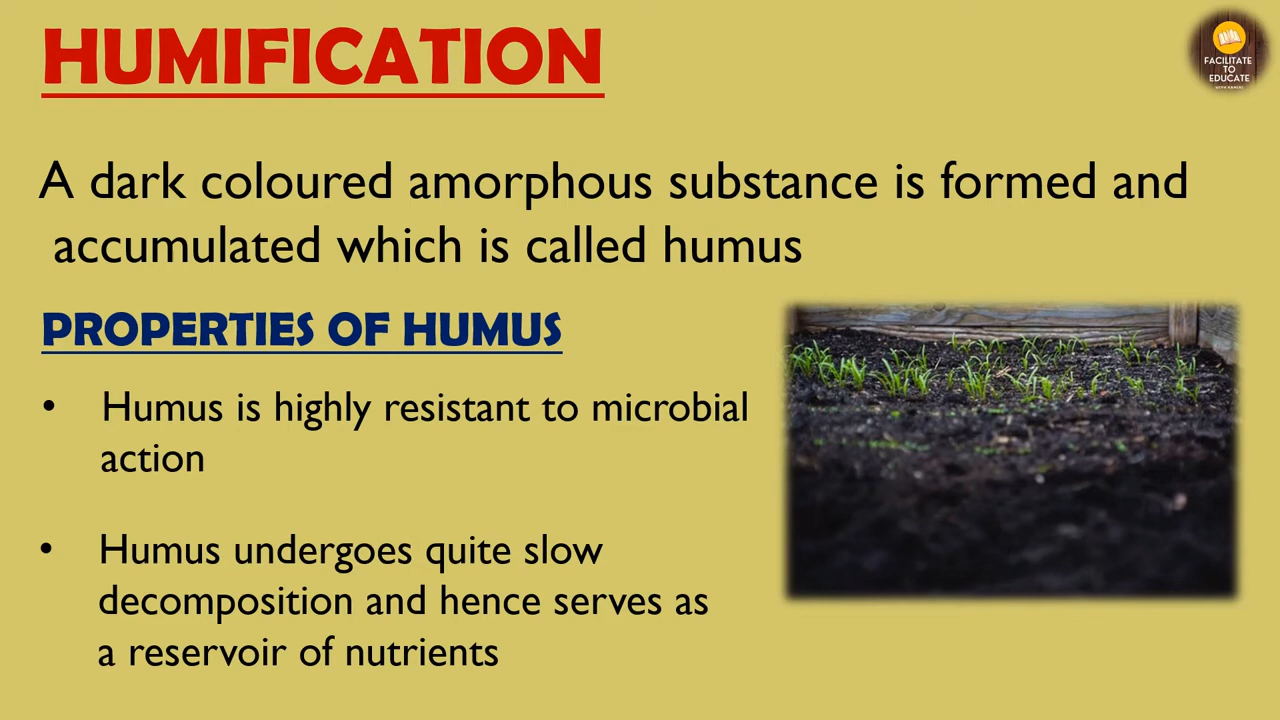 HUMIFICATION
FACILITATE
TO
EDUCATE
A dark coloured amorphous substance is formed and
accumulated which is called humus
PROPERTIES OF HUMUS
• Humus is highly resistant to microbial
action
• Humus undergoes quite slow
decomposition and hence serves as
a reservoir of nutrients